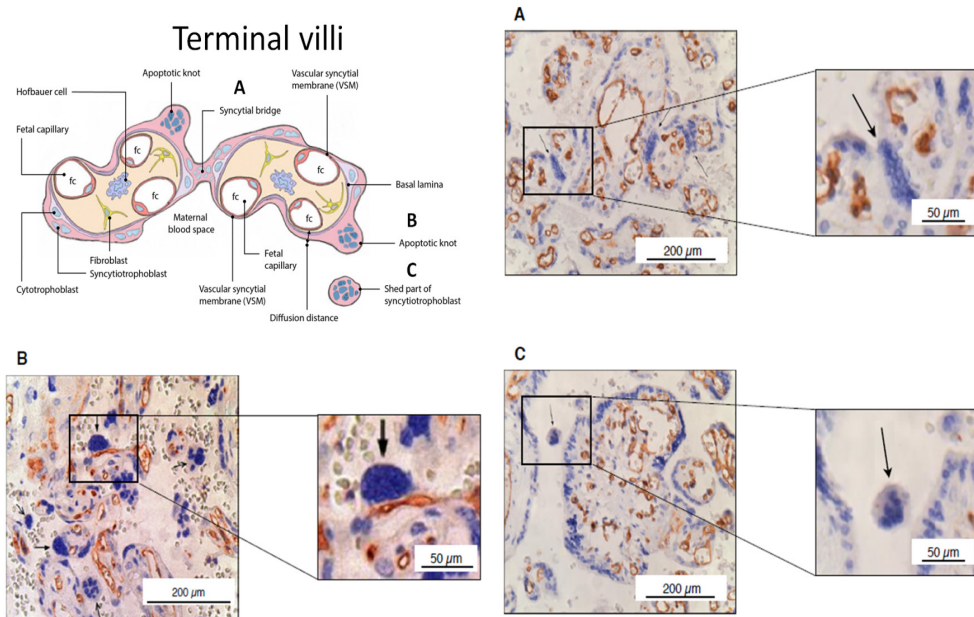 Terminal villi
Apoptotic knot
A
Vascular syncytial
membrane (VSM)
Hofbauer cell
Syncytial bridge
Fetal capillary
fc
fc
fc
fc
fc
fc
Basal lamina
Maternal
blood space
B
Apoptotic knot
Fibroblast
Syncytiotrophoblast
Cytotrophoblast
Fetal
capillary
Vascular syncytial
membrane (VSM)
C
Shed part of
syncytiotrophoblast
Diffusion distance
A
200 µm
50 µm
B
200 µm
50 µm
C
200 µm
50 µm